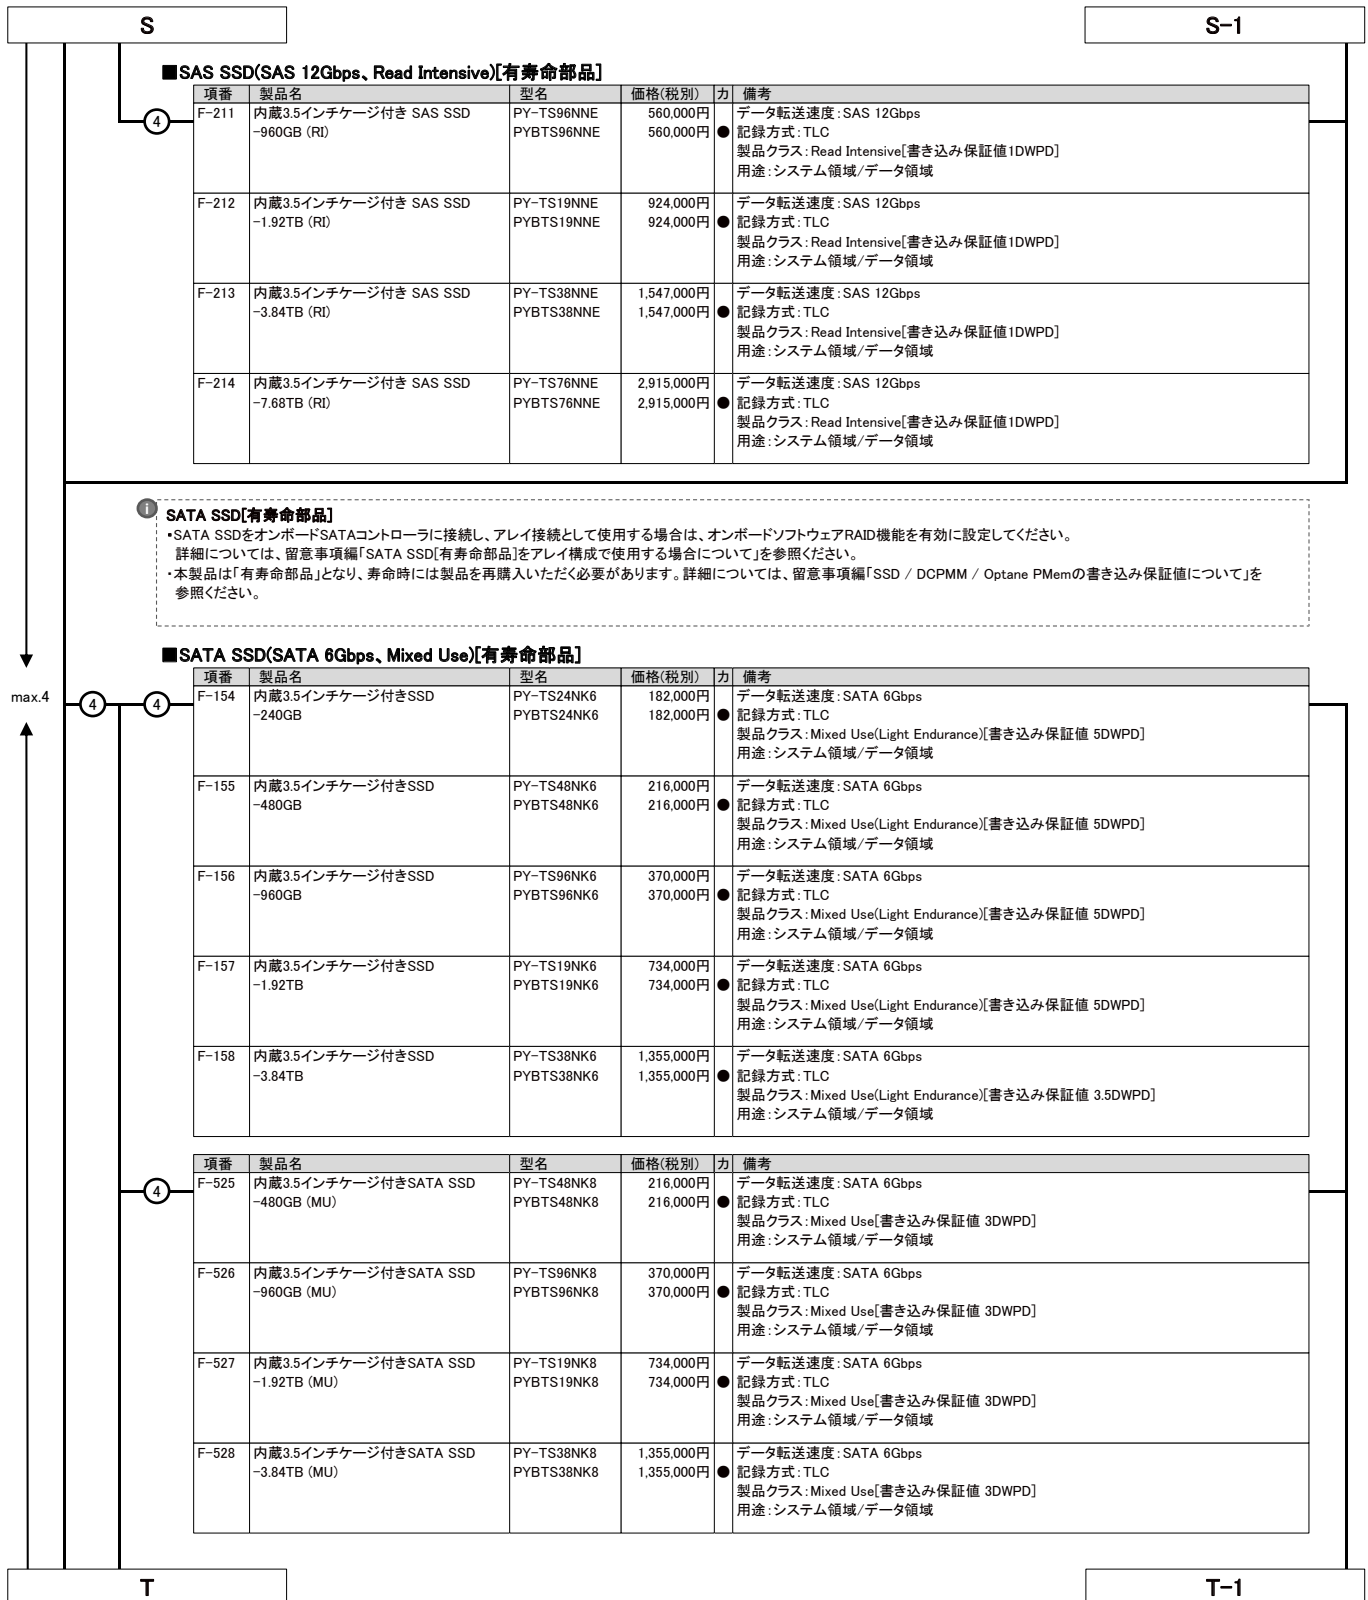 S
S-1
■SAS SSD(SAS 12Gbps、Read Intensive)[有寿命部品]
項番 製品名 型名 価格(税別) カ 備考
F-211 内蔵3.5インチケージ付き SAS SSD PY-TS96NNE 560,000円 データ転送速度:SAS 12Gbps
-960GB (RI) PYBTS96NNE 560,000円 ● 記録方式:TLC
製品クラス:Read Intensive[書き込み保証値1DWPD]
用途:システム領域/データ領域
F-212 内蔵3.5インチケージ付き SAS SSD PY-TS19NNE 924,000円 データ転送速度:SAS 12Gbps
-1.92TB (RI) PYBTS19NNE 924,000円 ● 記録方式:TLC
製品クラス:Read Intensive[書き込み保証値1DWPD]
用途:システム領域/データ領域
F-213 内蔵3.5インチケージ付き SAS SSD PY-TS38NNE 1,547,000円 データ転送速度:SAS 12Gbps
-3.84TB (RI) PYBTS38NNE 1,547,000円 ● 記録方式:TLC
製品クラス:Read Intensive[書き込み保証値1DWPD]
用途:システム領域/データ領域
F-214 内蔵3.5インチケージ付き SAS SSD PY-TS76NNE 2,915,000円 データ転送速度:SAS 12Gbps
-7.68TB (RI) PYBTS76NNE 2,915,000円 ● 記録方式:TLC
製品クラス:Read Intensive[書き込み保証値1DWPD]
用途:システム領域/データ領域
4
i
SATA SSD[有寿命部品]
・SATA SSDをオンボードSATAコントローラに接続し、アレイ接続として使用する場合は、オンボードソフトウェアRAID機能を有効に設定してください。
詳細については、留意事項編「SATA SSD[有寿命部品]をアレイ構成で使用する場合について」を参照ください。
・本製品は「有寿命部品」となり、寿命時には製品を再購入いただく必要があります。詳細については、留意事項編「SSD / DCPMM / Optane PMemの書き込み保証値について」を
参照ください。
■SATA SSD(SATA 6Gbps、Mixed Use)[有寿命部品]
max.4
4
4
項番 製品名 型名 価格(税別) カ 備考
F-154 内蔵3.5インチケージ付きSSD PY-TS24NK6 182,000円 データ転送速度:SATA 6Gbps
-240GB PYBTS24NK6 182,000円 ● 記録方式:TLC
製品クラス:Mixed Use(Light Endurance)[書き込み保証値 5DWPD]
用途:システム領域/データ領域
F-155 内蔵3.5インチケージ付きSSD PY-TS48NK6 216,000円 データ転送速度:SATA 6Gbps
-480GB PYBTS48NK6 216,000円 ● 記録方式:TLC
製品クラス:Mixed Use(Light Endurance)[書き込み保証値 5DWPD]
用途:システム領域/データ領域
F-156 内蔵3.5インチケージ付きSSD PY-TS96NK6 370,000円 データ転送速度:SATA 6Gbps
-960GB PYBTS96NK6 370,000円 ● 記録方式:TLC
製品クラス:Mixed Use(Light Endurance)[書き込み保証値 5DWPD]
用途:システム領域/データ領域
F-157 内蔵3.5インチケージ付きSSD PY-TS19NK6 734,000円 データ転送速度:SATA 6Gbps
-1.92TB PYBTS19NK6 734,000円 ● 記録方式:TLC
製品クラス:Mixed Use(Light Endurance)[書き込み保証値 5DWPD]
用途:システム領域/データ領域
F-158 内蔵3.5インチケージ付きSSD PY-TS38NK6 1,355,000円 データ転送速度:SATA 6Gbps
-3.84TB PYBTS38NK6 1,355,000円 ● 記録方式:TLC
製品クラス:Mixed Use(Light Endurance)[書き込み保証値 3.5DWPD]
用途:システム領域/データ領域
4
項番 製品名 型名 価格(税別) カ 備考
F-525 内蔵3.5インチケージ付きSATA SSD PY-TS48NK8 216,000円 データ転送速度:SATA 6Gbps
-480GB (MU) PYBTS48NK8 216,000円 ● 記録方式:TLC
製品クラス:Mixed Use[書き込み保証値 3DWPD]
用途:システム領域/データ領域
F-526 内蔵3.5インチケージ付きSATA SSD PY-TS96NK8 370,000円 データ転送速度:SATA 6Gbps
-960GB (MU) PYBTS96NK8 370,000円 ● 記録方式:TLC
製品クラス:Mixed Use[書き込み保証値 3DWPD]
用途:システム領域/データ領域
F-527 内蔵3.5インチケージ付きSATA SSD PY-TS19NK8 734,000円 データ転送速度:SATA 6Gbps
-1.92TB (MU) PYBTS19NK8 734,000円 ● 記録方式:TLC
製品クラス:Mixed Use[書き込み保証値 3DWPD]
用途:システム領域/データ領域
F-528 内蔵3.5インチケージ付きSATA SSD PY-TS38NK8 1,355,000円 データ転送速度:SATA 6Gbps
-3.84TB (MU) PYBTS38NK8 1,355,000円 ● 記録方式:TLC
製品クラス:Mixed Use[書き込み保証値 3DWPD]
用途:システム領域/データ領域
T
T-1